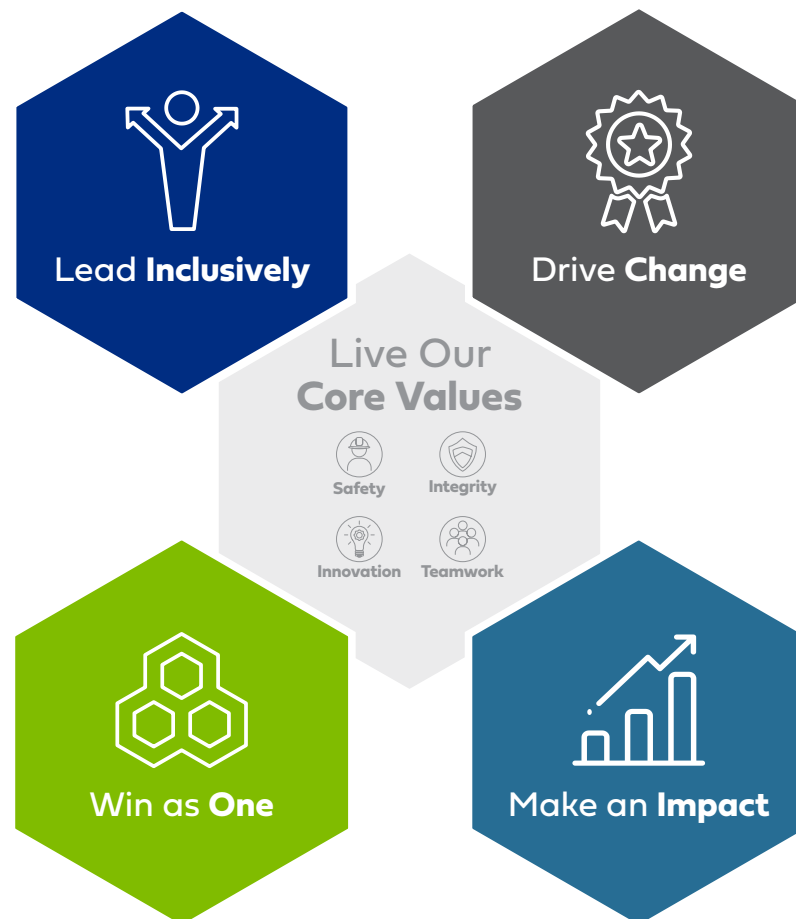 Lead Inclusively
Drive Change
Live Our
Core Values
Safety
Integrity
Innovation
Teamwork
Win as One
Make an Impact